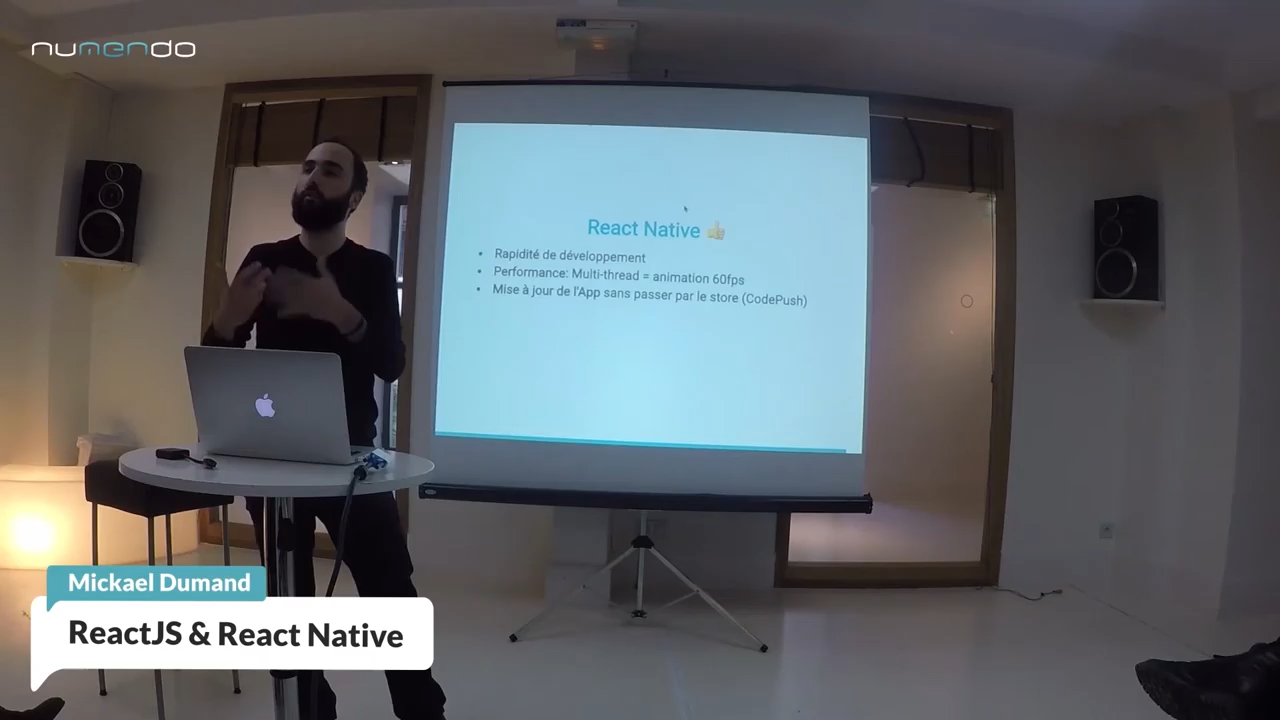 numendo
React Native 👍
• Rapidité de développement
• Performance: Multi-thread = animation 60fps
• Mise à jour de l'App sans passer par le store (CodePush)
Mickael Dumand
ReactJS & React Native